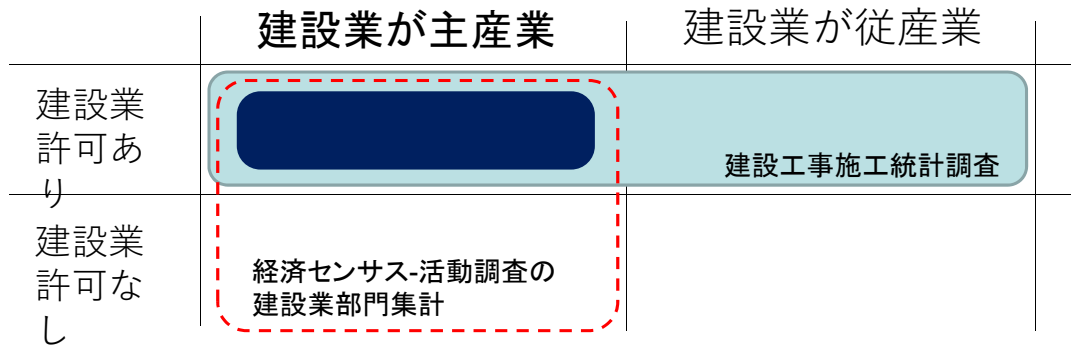 建設業が主産業
建設業が従産業
建設業
許可あ
り
建設工事施工統計調査
建設業
許可な
し
経済センサス-活動調査の
建設業部門集計